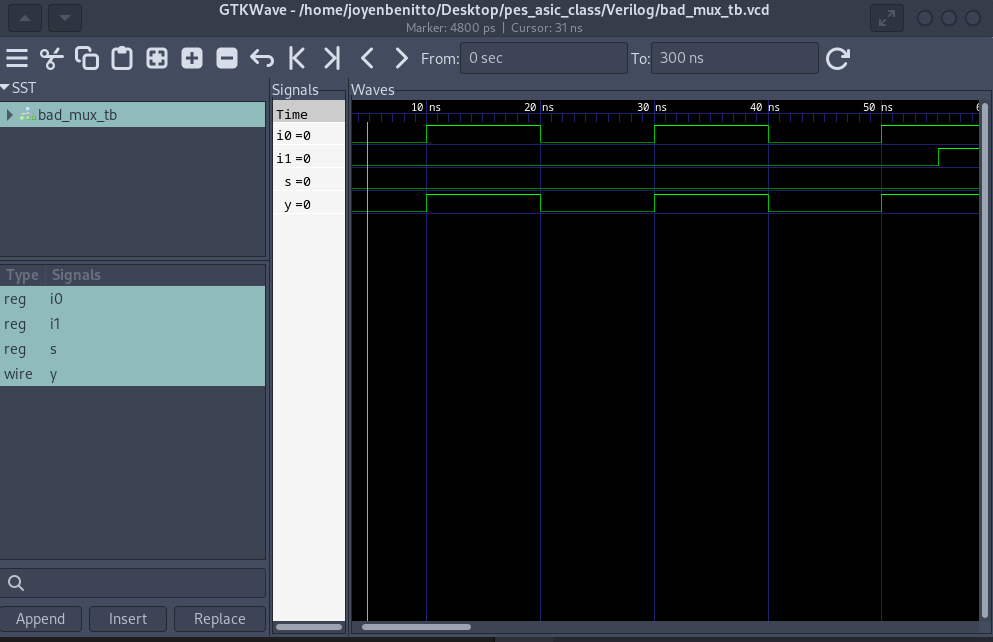 GTKWave - /home/joyenbenitto/Desktop/pes_asic_class/Verilog/bad_mux_tb.vcd
Marker: 4800 ps | Cursor: 31 ns
From: 0 sec To: 300 ns
SST
bad_mux_tb
Type Signals
reg i0
reg i1
reg s
wire y
Append Insert Replace
Signals
Time
i0 =0
i1 =0
s =0
y =0
Waves
10 ns 20 ns 30 ns 40 ns 50 ns